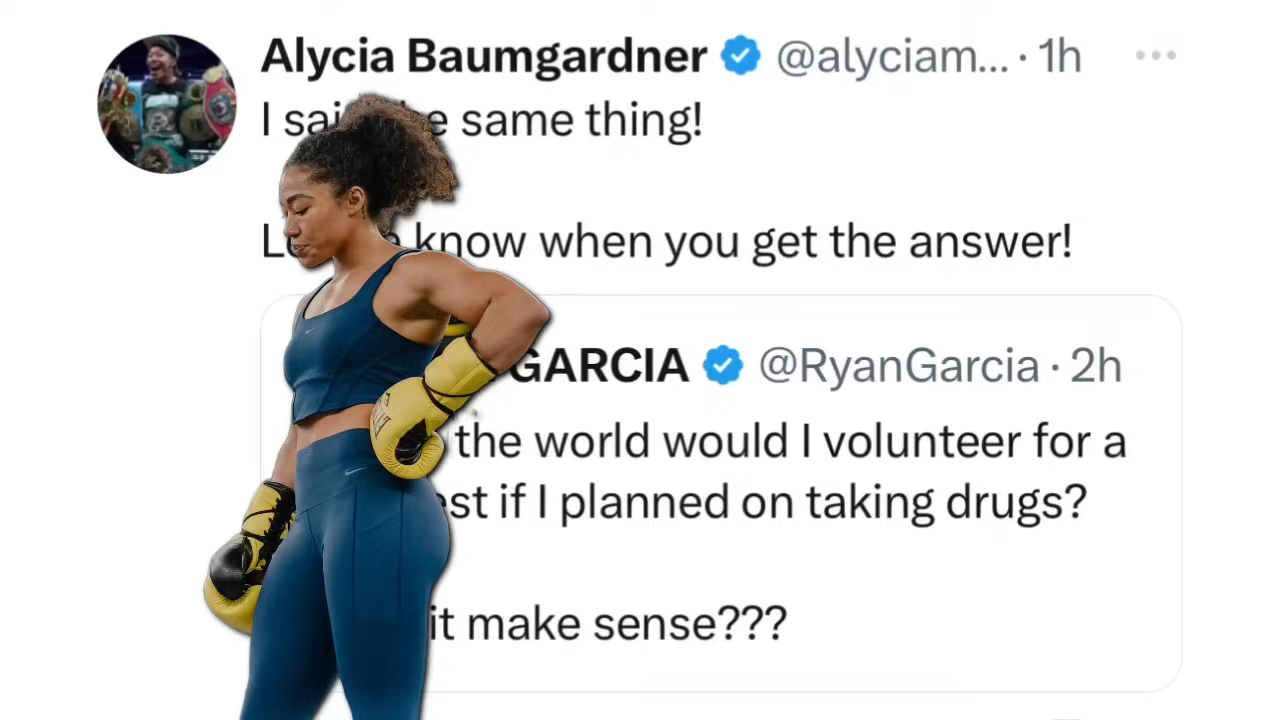 Alycia Baumgardner @alyciam... · 1h
I sai e same thing!
know when you get the answer!
GARCIA @RyanGarcia · 2h
the world would I volunteer for a
est if I planned on taking drugs?
it make sense???